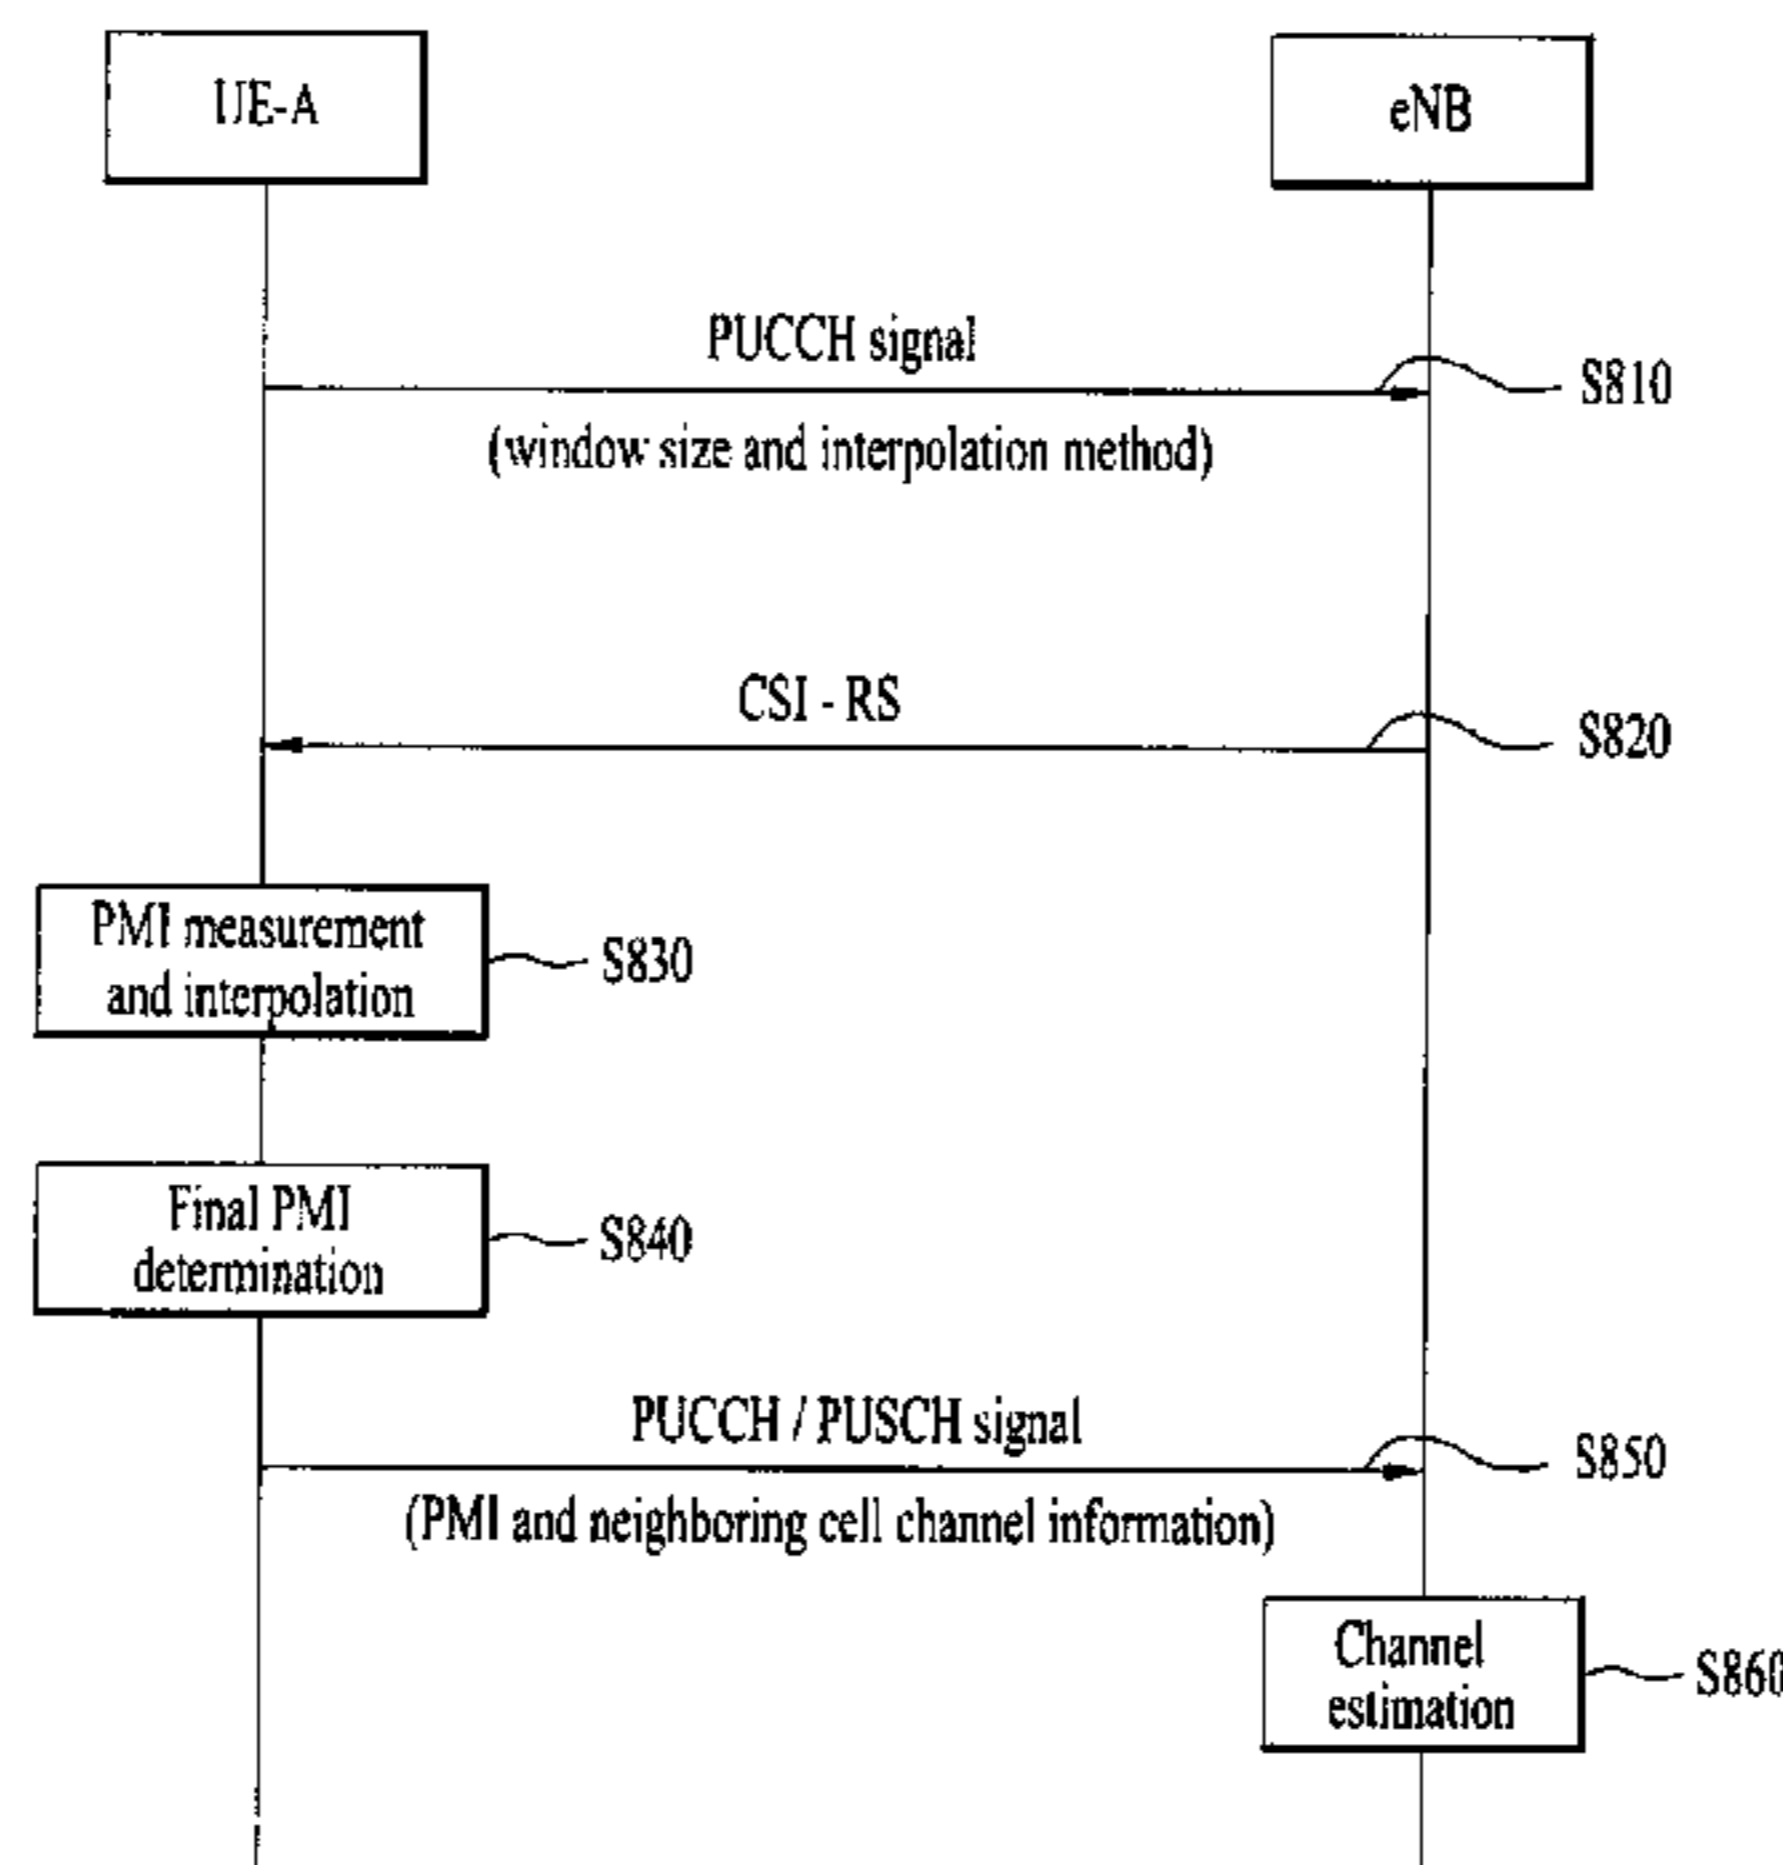 UE-A
eNB
PUCCH signal
S810
(window size and interpolation method)
CSI - RS
S820
PMI measurement
and interpolation
S830
Final PMI
determination
S840
PUCCH / PUSCH signal
S850
(PMI and neighboring cell channel information)
Channel
estimation
S860